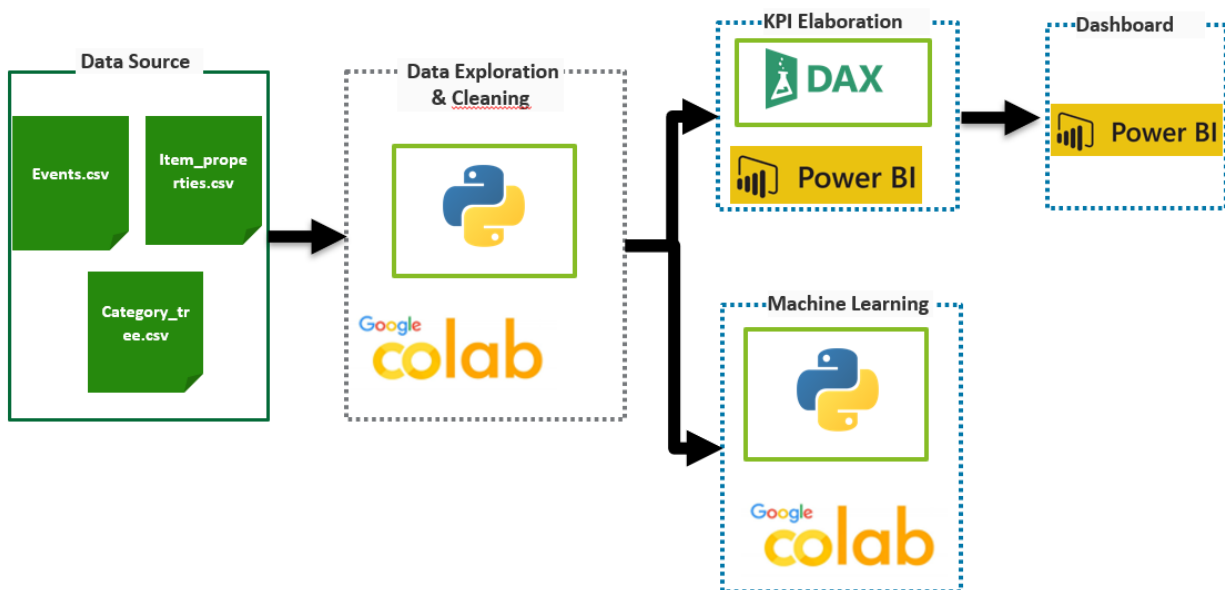 Data Source
Events.csv
Item_prope
rties.csv
Category_tr
ee.csv
Data Exploration
& Cleaning
Google
colab
KPI Elaboration
DAX
Power BI
Dashboard
Power BI
Machine Learning
Google
colab